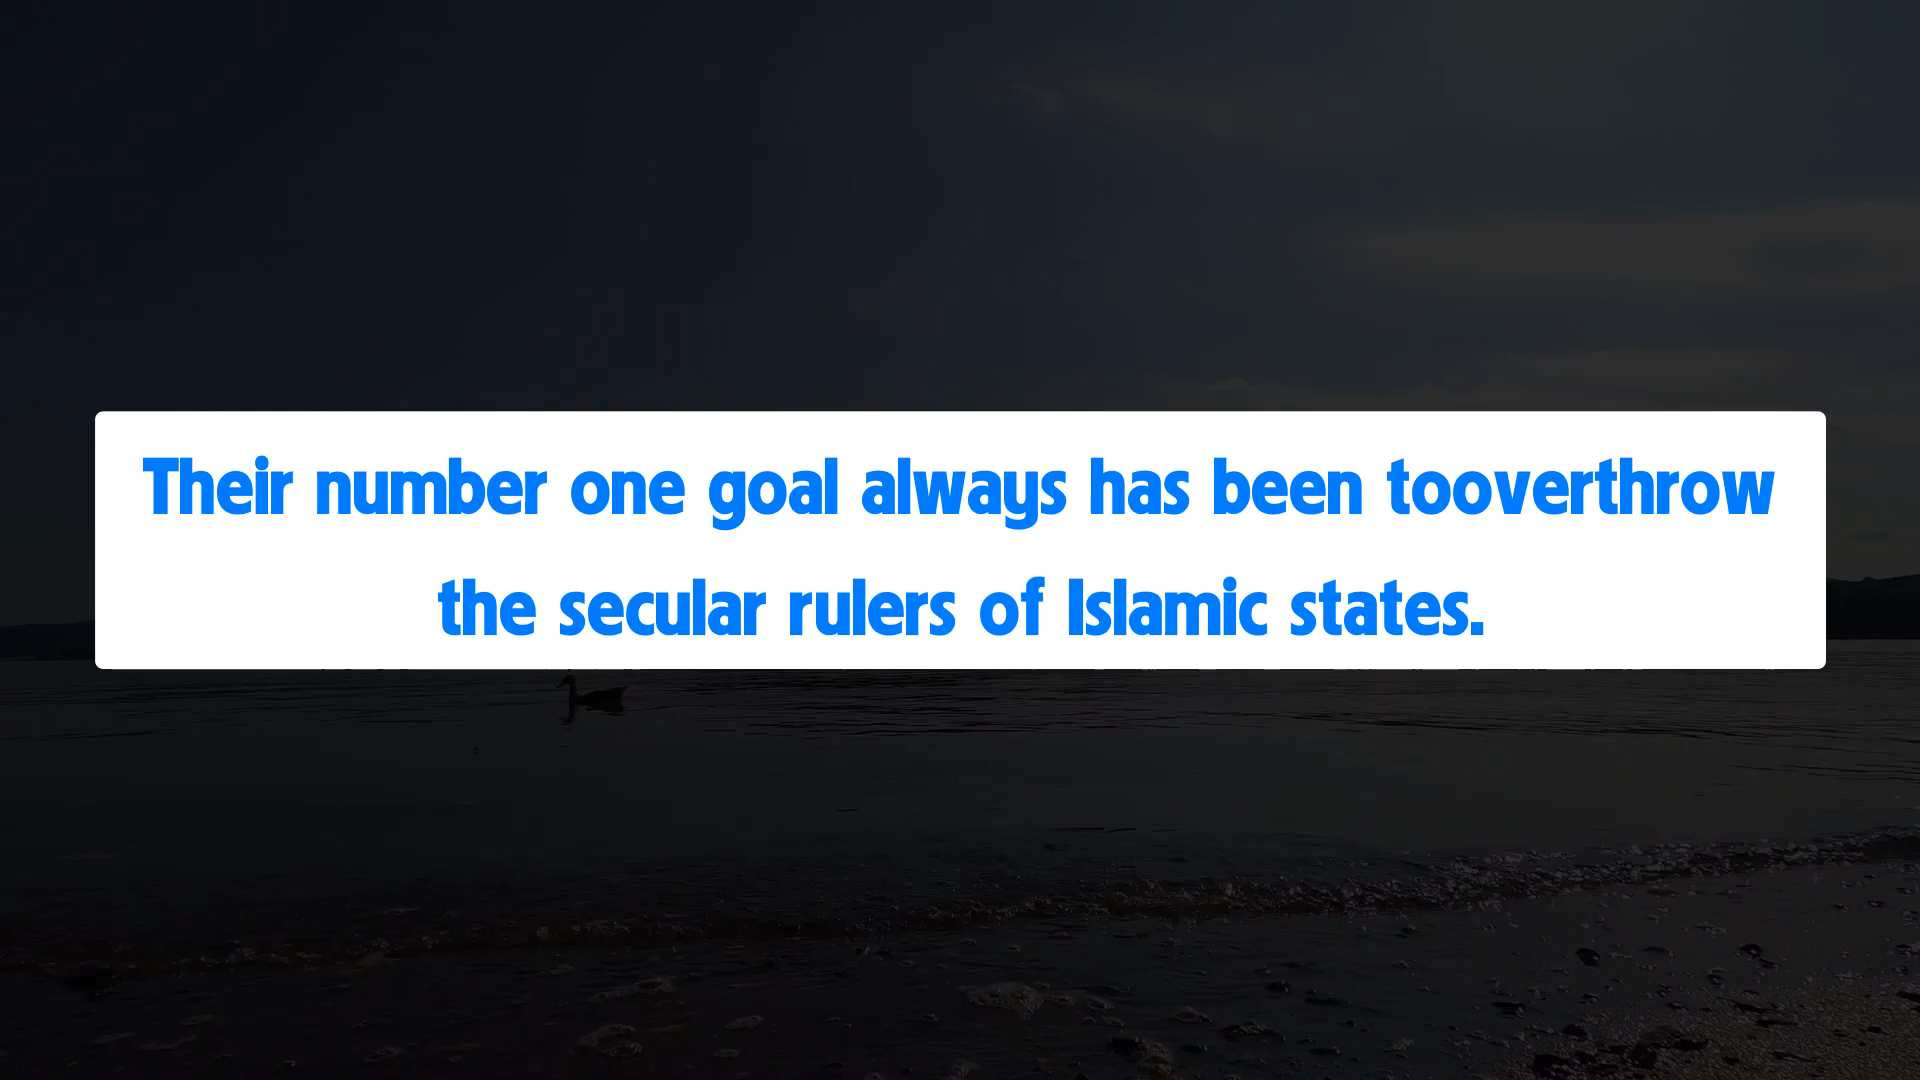 Their number one goal always has been tooverthrow
the secular rulers of Islamic states.